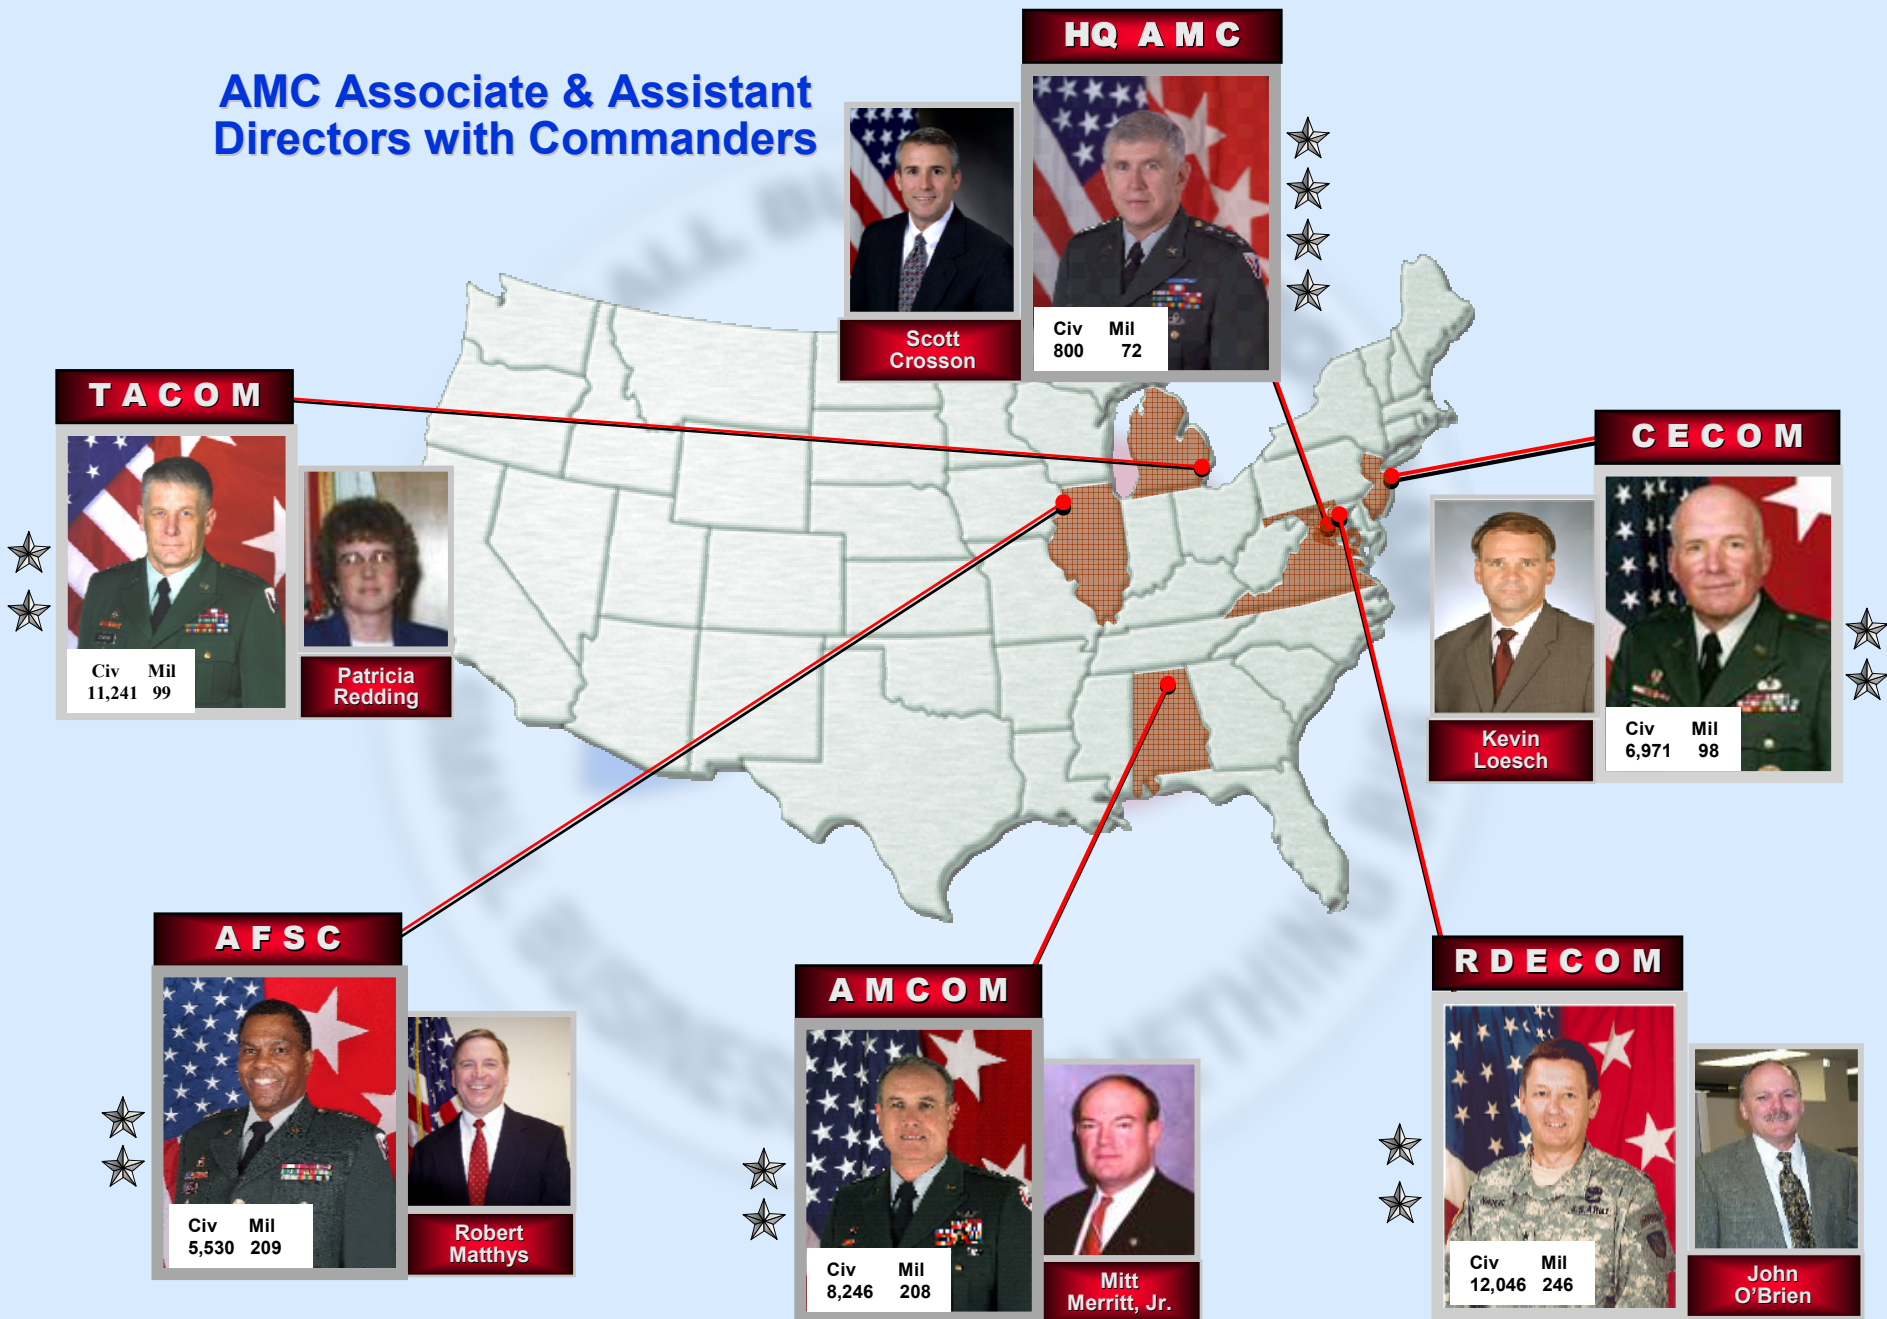 HQ AMC
AMC Associate & Assistant
Directors with Commanders
Scott
Crosson
Civ Mil
800 72
TACOM
Civ Mil
11,241 99
Patricia
Redding
CECOM
Kevin
Loesch
Civ Mil
6,971 98
AFSC
Civ Mil
5,530 209
Robert
Matthys
AMCOM
Civ Mil
8,246 208
Mitt
Merritt, Jr.
RDECOM
Civ Mil
12,046 246
John
O'Brien